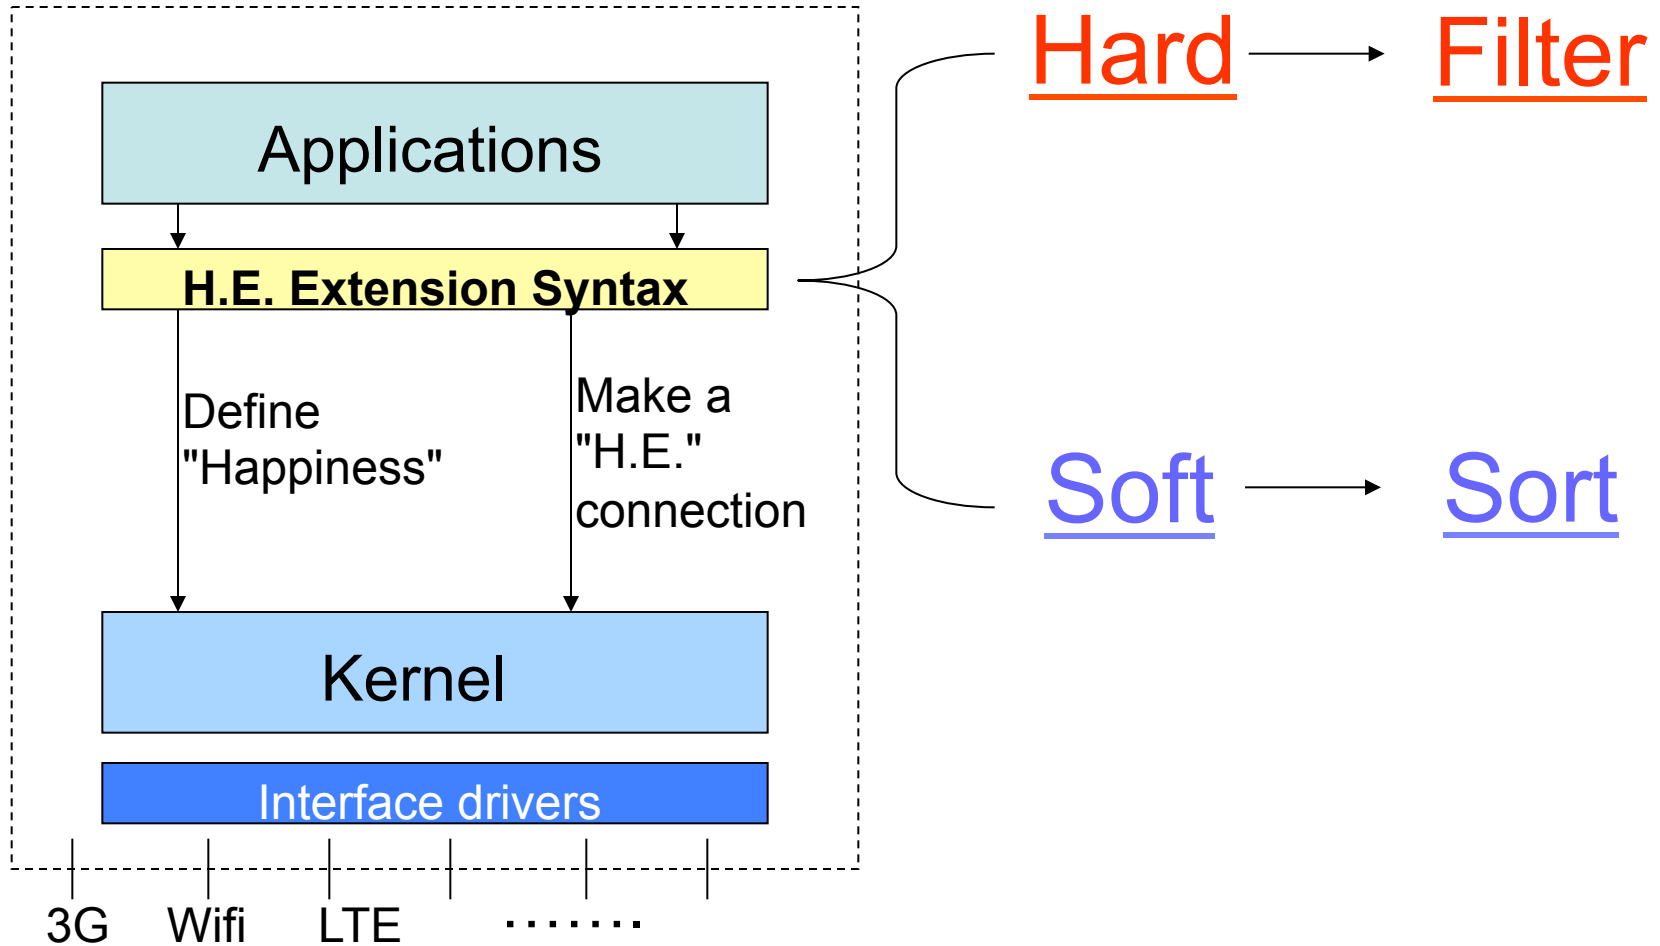 Hard
Filter
Applications
H.E. Extension Syntax
Define
"Happiness"
Make a
"H.E."
connection
Soft
Sort
Kernel
Interface drivers
3G
Wifi
LTE
.......